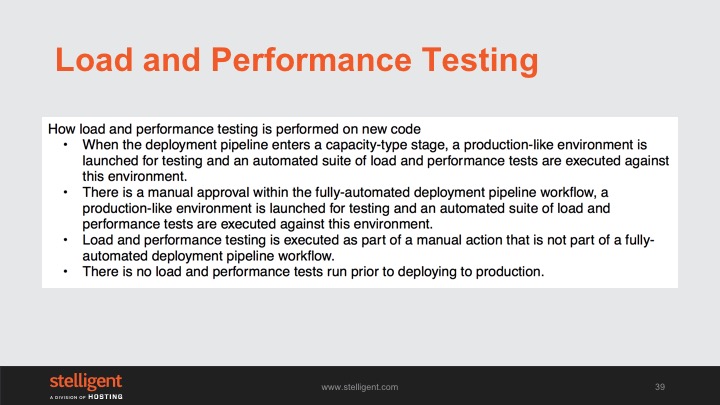 Load and Performance Testing
How load and performance testing is performed on new code
• When the deployment pipeline enters a capacity-type stage, a production-like environment is
launched for testing and an automated suite of load and performance tests are executed against
this environment.
• There is a manual approval within the fully-automated deployment pipeline workflow, a
production-like environment is launched for testing and an automated suite of load and
performance tests are executed against this environment.
• Load and performance testing is executed as part of a manual action that is not part of a fully-
automated deployment pipeline workflow.
• There is no load and performance tests run prior to deploying to production.
stelligent
A DIVISION OF HOSTING
www.stelligent.com
39